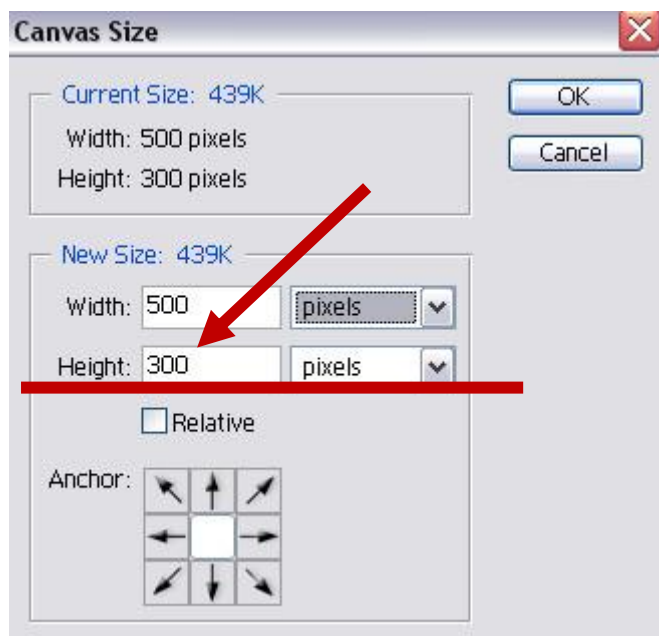 Canvas Size
Current Size: 439K
OK
Width: 500 pixels
Cancel
Height: 300 pixels
New Size: 439K
Width: 500 pixels
Height: 300 pixels
Relative
Anchor: